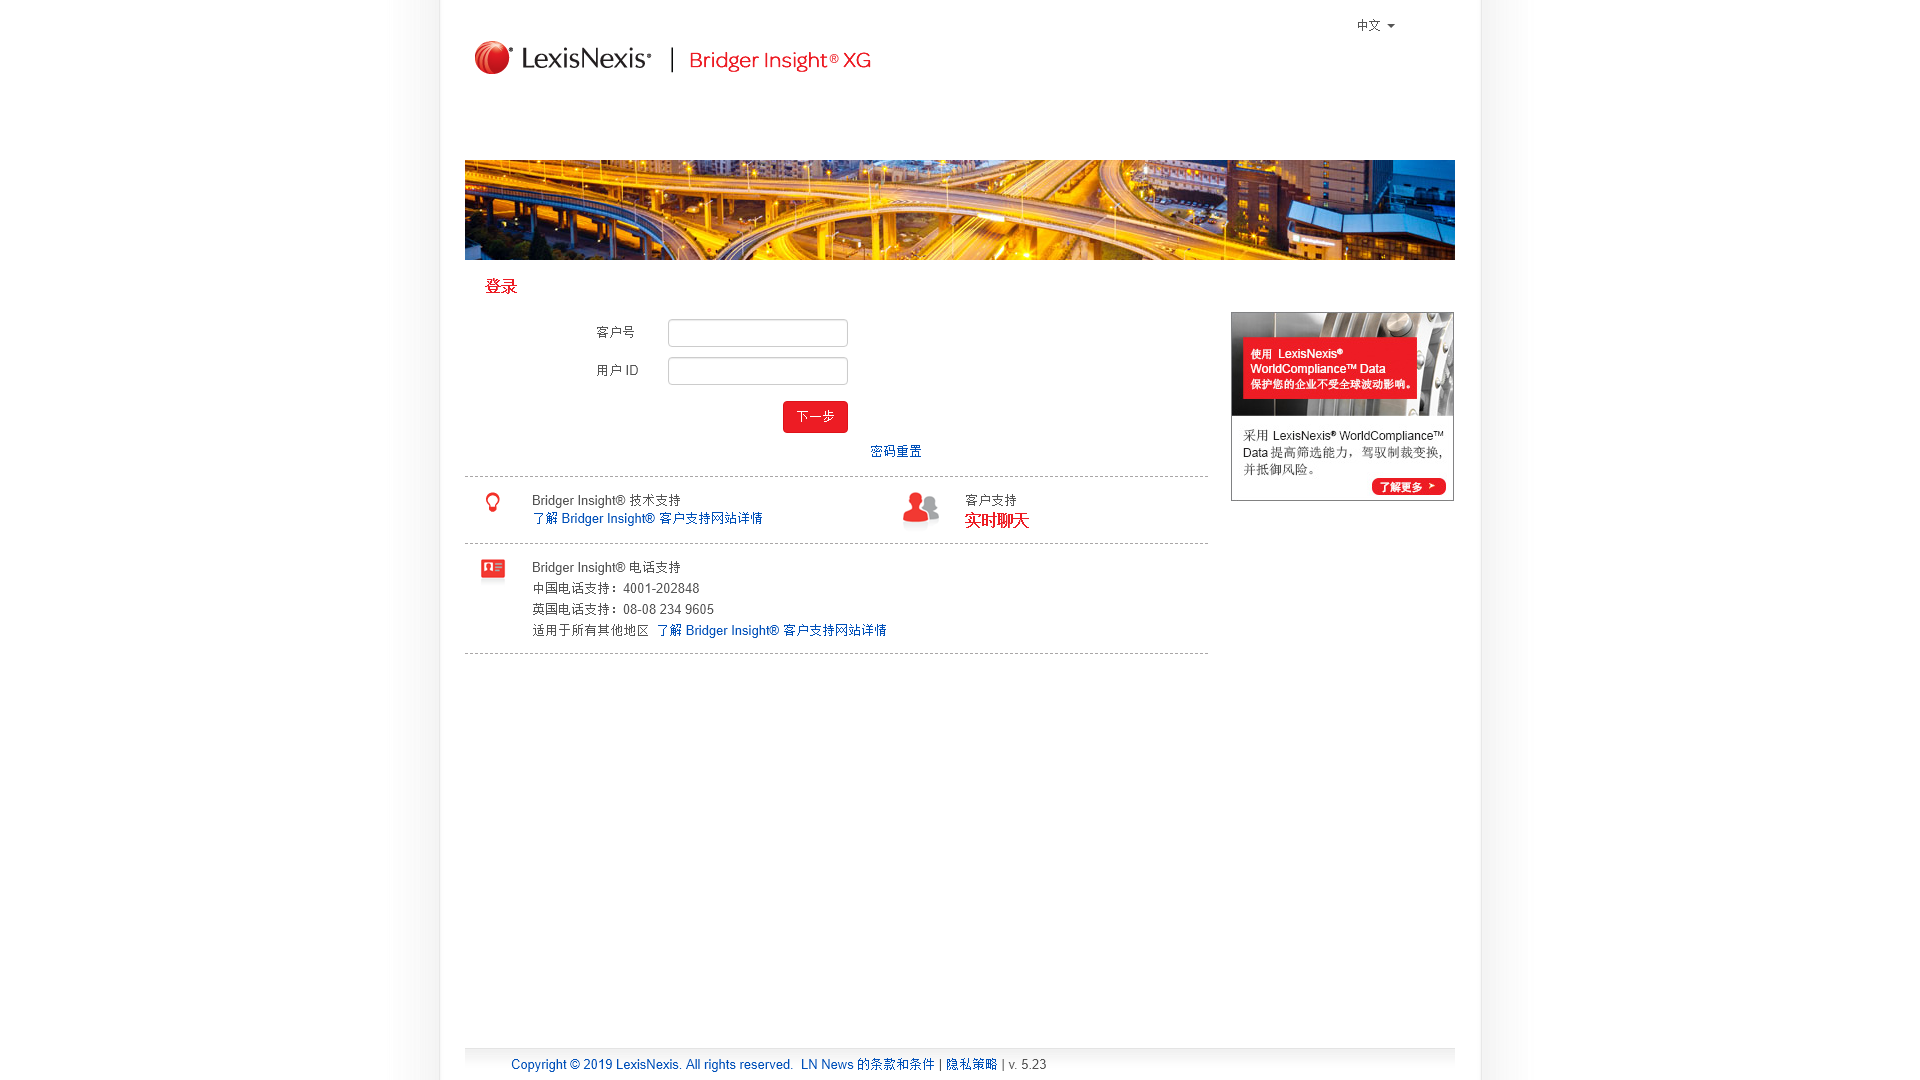 中文
LexisNexis® | Bridger Insight® XG
登录
客户号
用户 ID
下一步
密码重置
使用 LexisNexis®
WorldCompliance™ Data
保护您的企业不受全球波动影响。
采用 LexisNexis® WorldCompliance™
Data 提高筛选能力，驾驭制裁变换,
并抵御风险。
了解更多
Bridger Insight® 技术支持
了解 Bridger Insight® 客户支持网站详情
客户支持
实时聊天
Bridger Insight® 电话支持
中国电话支持：4001-202848
英国电话支持：08-08 234 9605
适用于所有其他地区 了解 Bridger Insight® 客户支持网站详情
Copyright © 2019 LexisNexis. All rights reserved. LN News 的条款和条件 | 隐私策略 | v. 5.23